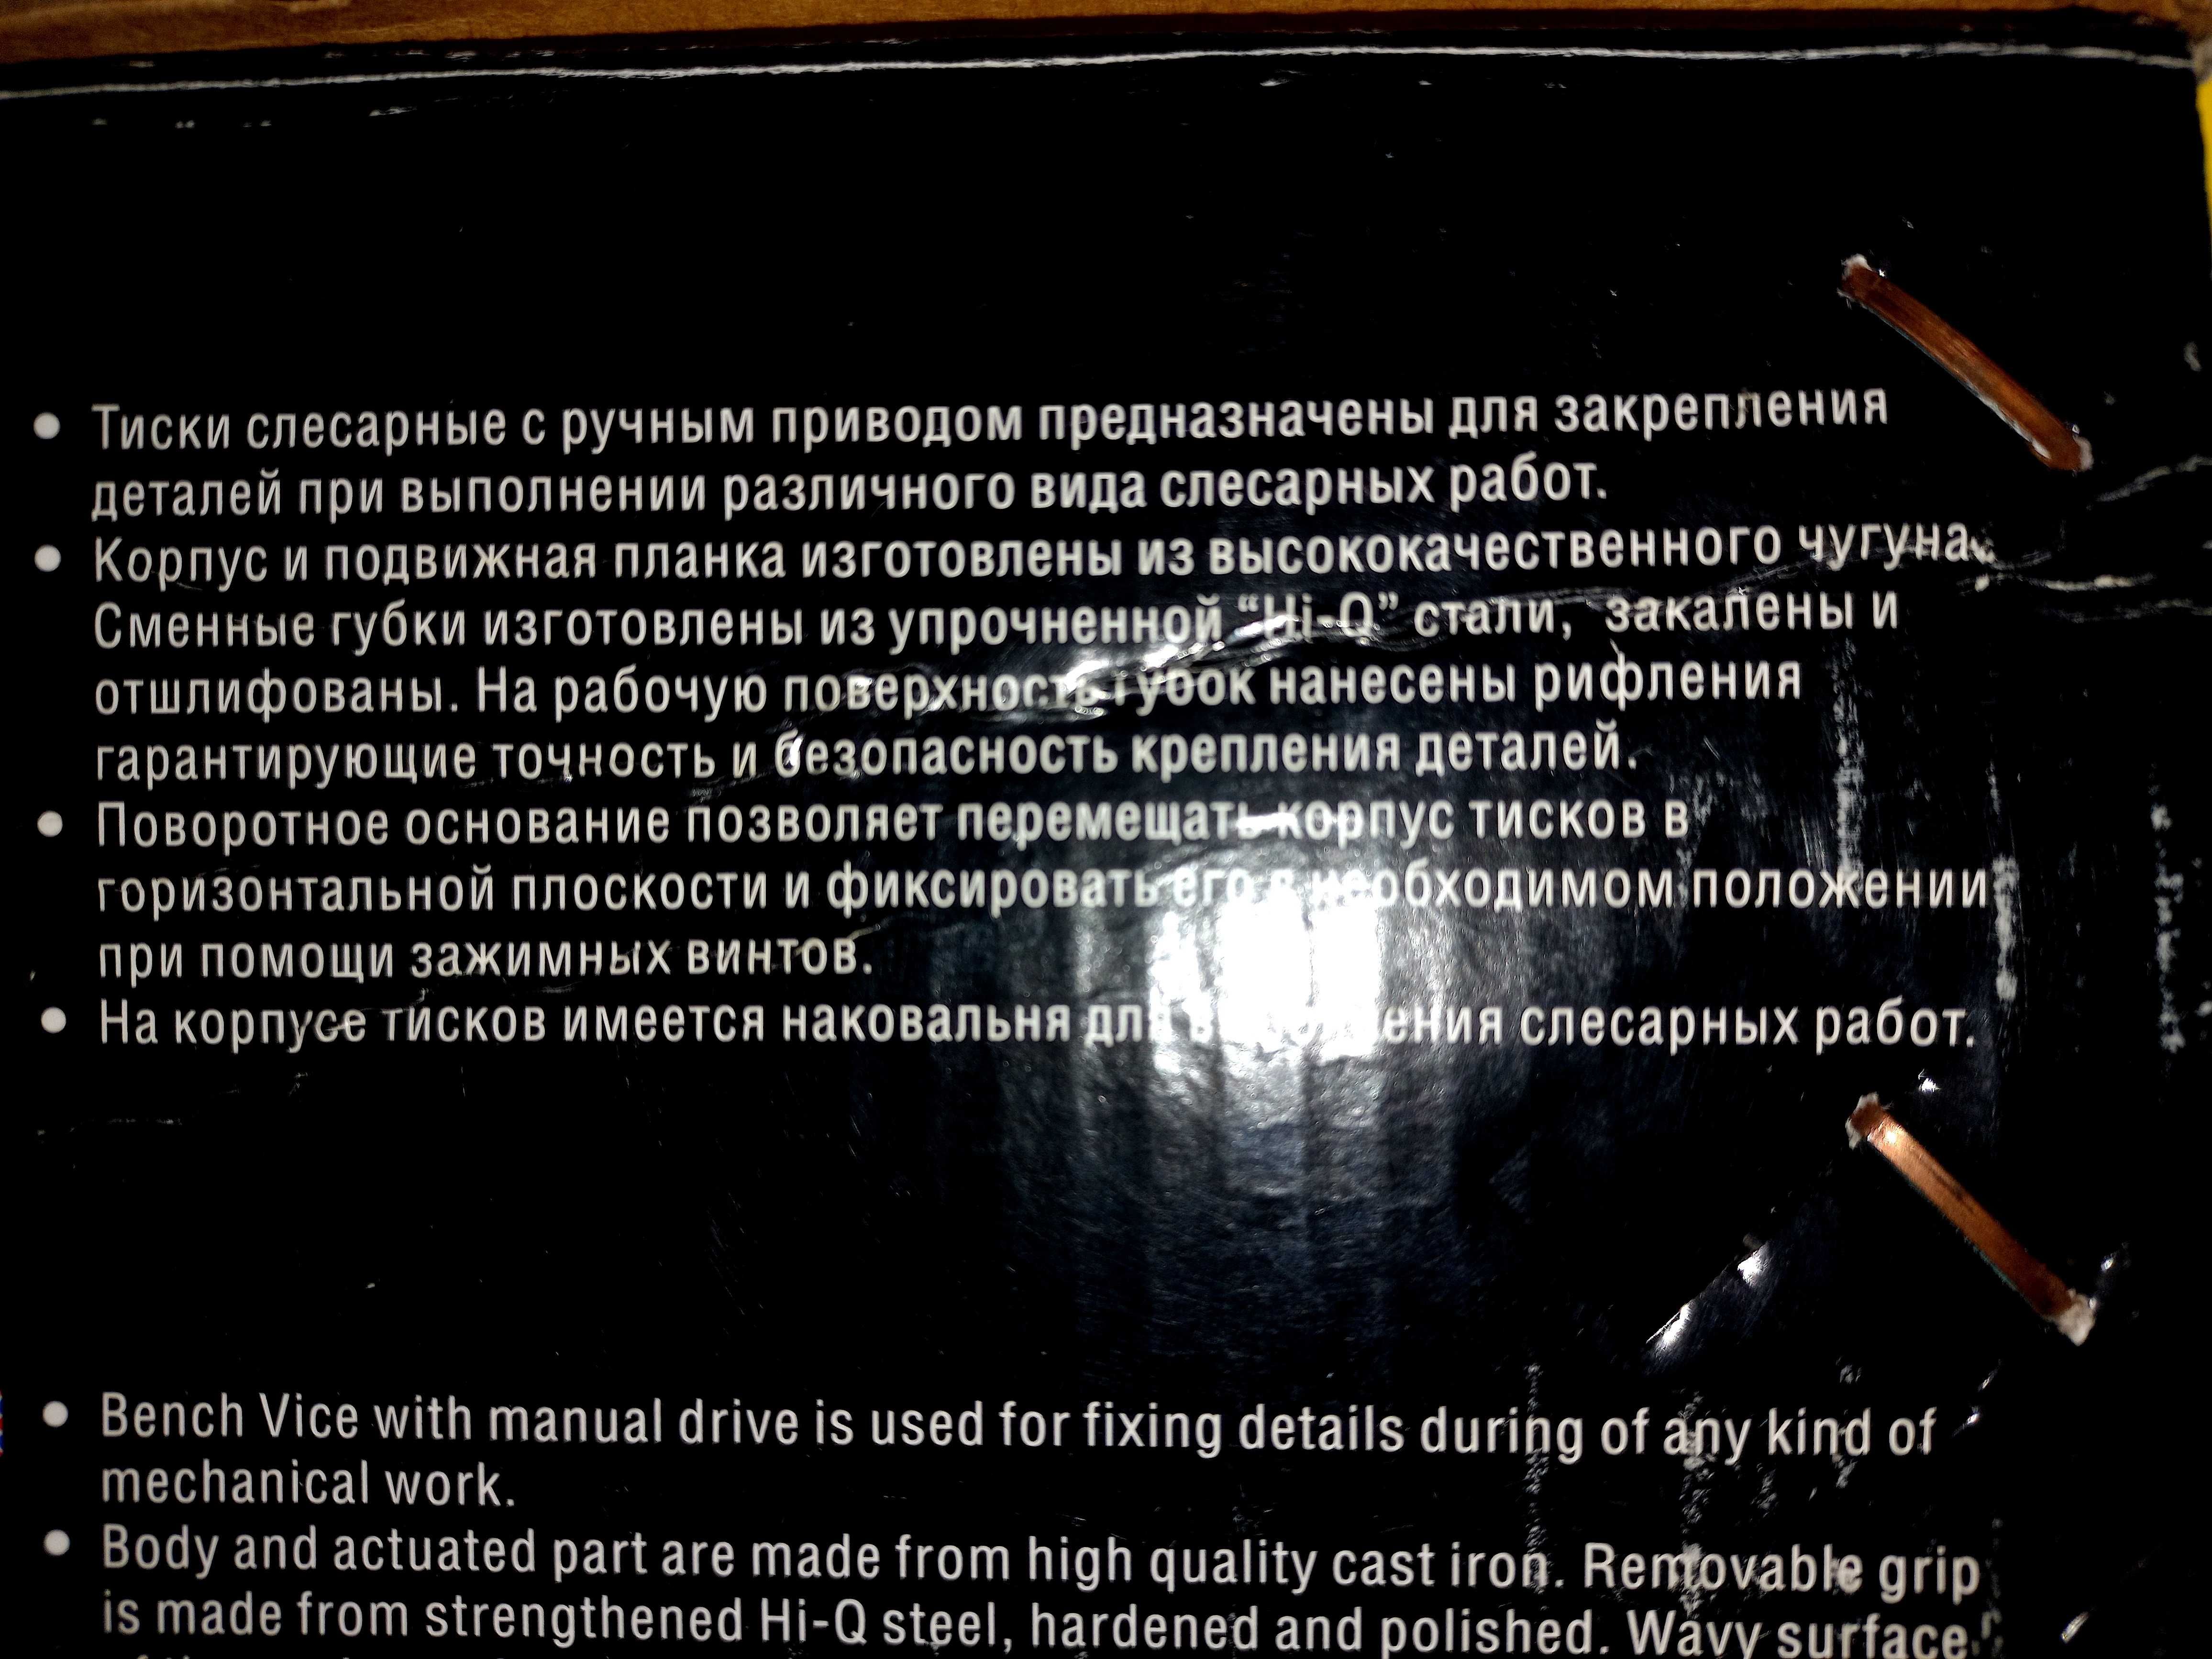 • Тиски слесарные с ручным приводом предназначены для закрепления
деталей при выполнении различного вида слесарных работ.
• Корпус и подвижная планка изготовлены из высококачественного чугуна.
Сменные губки изготовлены из упрочненной “Hi-Q” стали, закалены и
отшлифованы. На рабочую поверхность губок нанесены рифления
гарантирующие точность и безопасность крепления деталей.
• Поворотное основание позволяет перемещать корпус тисков в
горизонтальной плоскости и фиксировать его в необходимом положении
при помощи зажимных винтов.
• На корпусе тисков имеется наковальня для слесарных работ.
• Bench Vice with manual drive is used for fixing details during of any kind of
mechanical work.
• Body and actuated part are made from high quality cast iron. Removable grip
is made from strengthened Hi-Q steel, hardened and polished. Wavy surface